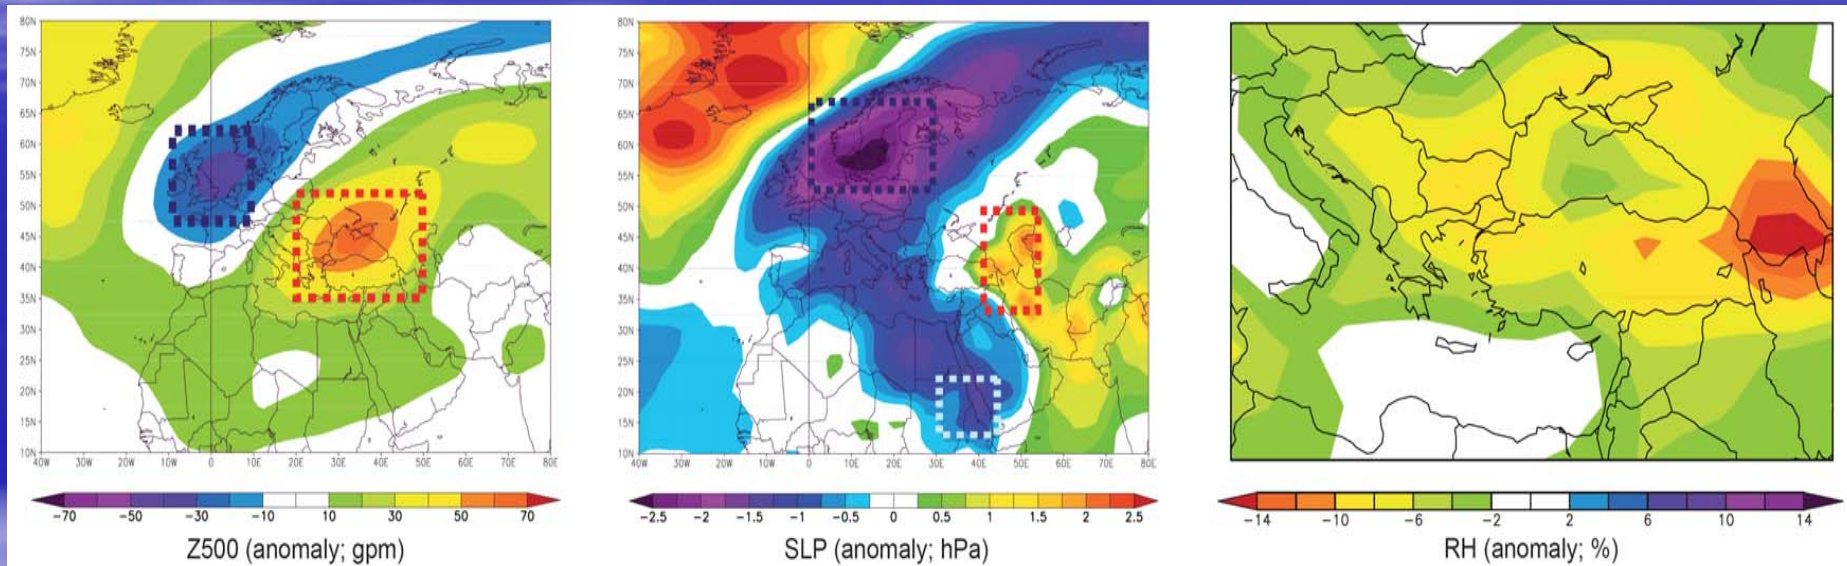 80N 80N
75N 75N
70N 70N
65N 65N
60N 60N
55N 55N
50N 50N
45N 45N
40N 40N
35N 35N
30N 30N
25N 25N
20N 20N
15N 15N
10N 10N
40W 30W 20W 10W 0 10E 20E 30E 40E 50E 60E 70E 80E 40W 30W 20W 10W 0 10E 20E 30E 40E 50E 60E 70E 80E
-70 -50 -30 -10 10 30 50 70 -2.5 -2 -1.5 -1 -0.5 0 0.5 1 1.5 2 2.5 -14 -10 -6 -2 2 6 10 14
Z500 (anomaly; gpm) SLP (anomaly; hPa) RH (anomaly; %)